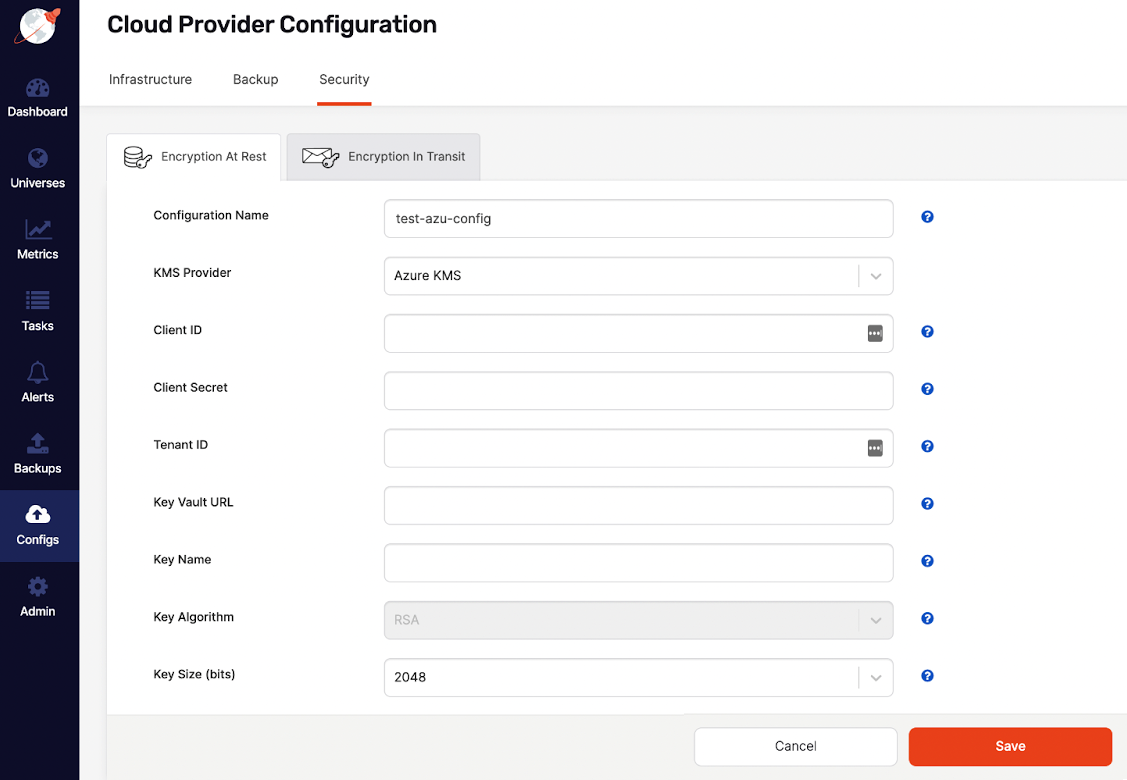 Cloud Provider Configuration
Infrastructure Backup Security
Dashboard
Universes
Metrics
Tasks
Alerts
Backups
Configs
Admin
Encryption At Rest Encryption In Transit
Configuration Name test-azu-config
KMS Provider Azure KMS
Client ID
Client Secret
Tenant ID
Key Vault URL
Key Name
Key Algorithm RSA
Key Size (bits) 2048
Cancel Save